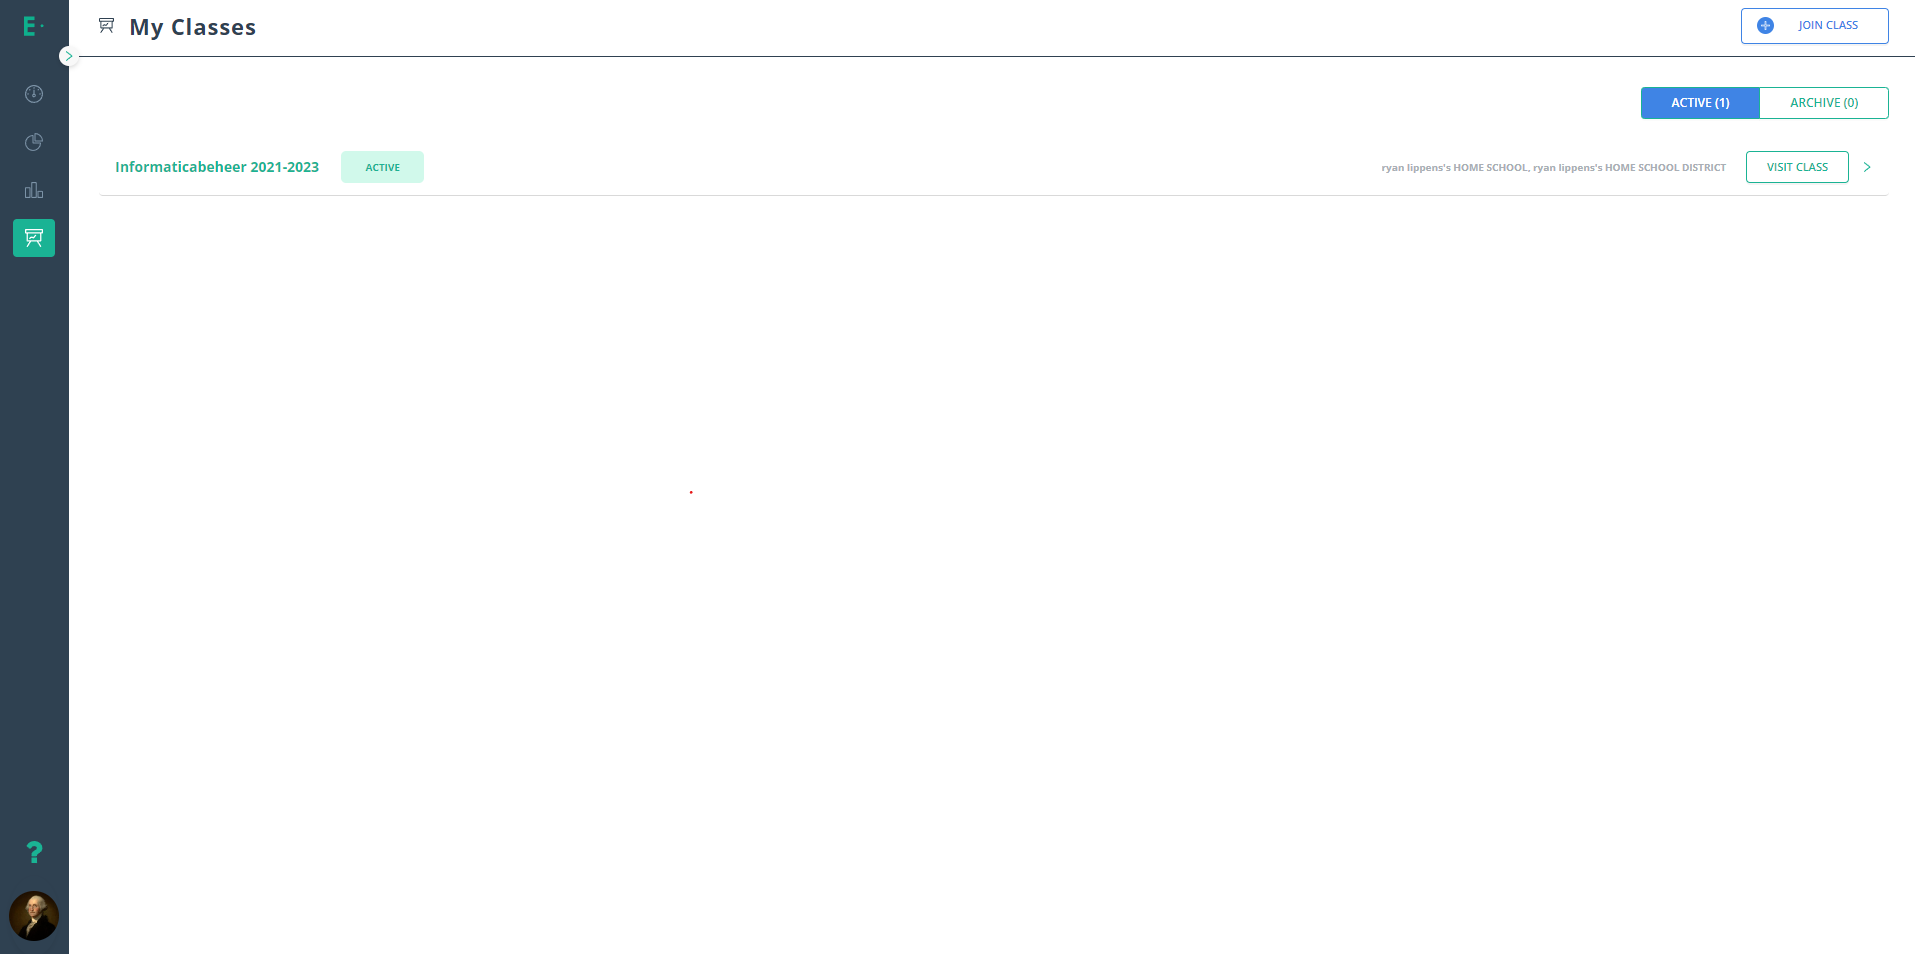 E
My Classes
JOIN CLASS
ACTIVE (1)
ARCHIVE (0)
Informaticabeheer 2021-2023
ACTIVE
ryan lippens's HOME SCHOOL, ryan lippens's HOME SCHOOL DISTRICT
VISIT CLASS
?